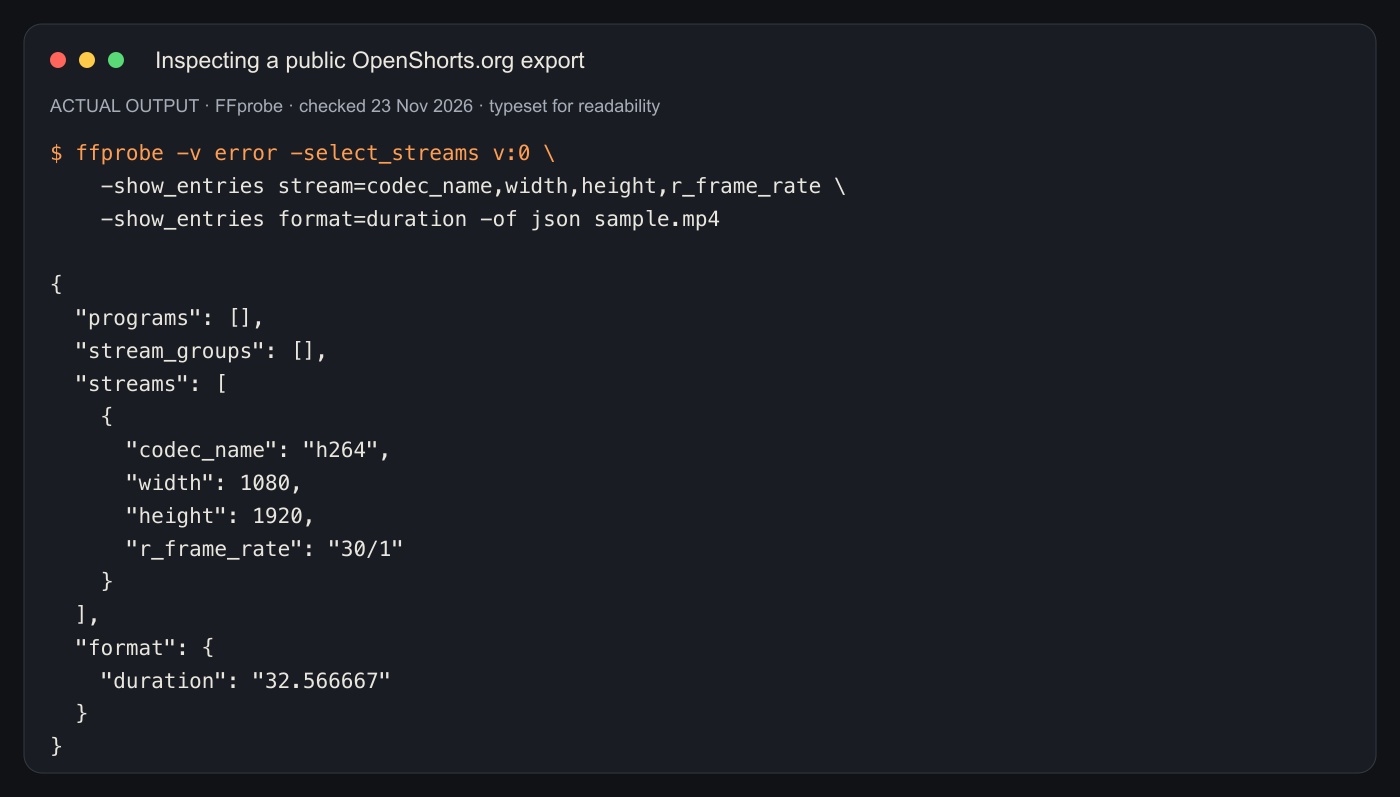 Inspecting a public OpenShorts.org export
ACTUAL OUTPUT · FFprobe · checked 23 Nov 2026 · typeset for readability
$ ffprobe -v error -select_streams v:0 \
    -show_entries stream=codec_name,width,height,r_frame_rate \
    -show_entries format=duration -of json sample.mp4
{
  "programs": [],
  "stream_groups": [],
  "streams": [
    {
      "codec_name": "h264",
      "width": 1080,
      "height": 1920,
      "r_frame_rate": "30/1"
    }
  ],
  "format": {
    "duration": "32.566667"
  }
}